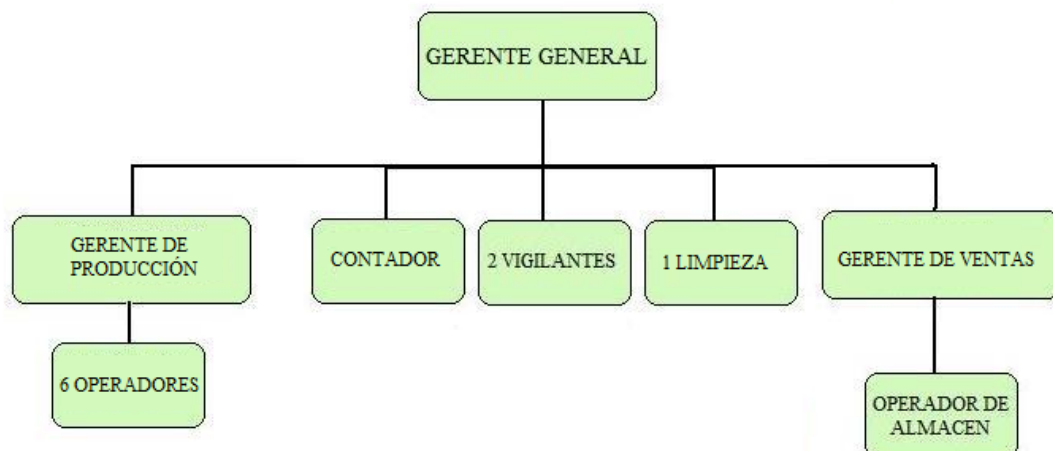 GERENTE GENERAL
GERENTE DE
PRODUCCIÓN
CONTADOR
2 VIGILANTES
1 LIMPIEZA
GERENTE DE VENTAS
6 OPERADORES
OPERADOR DE
ALMACEN